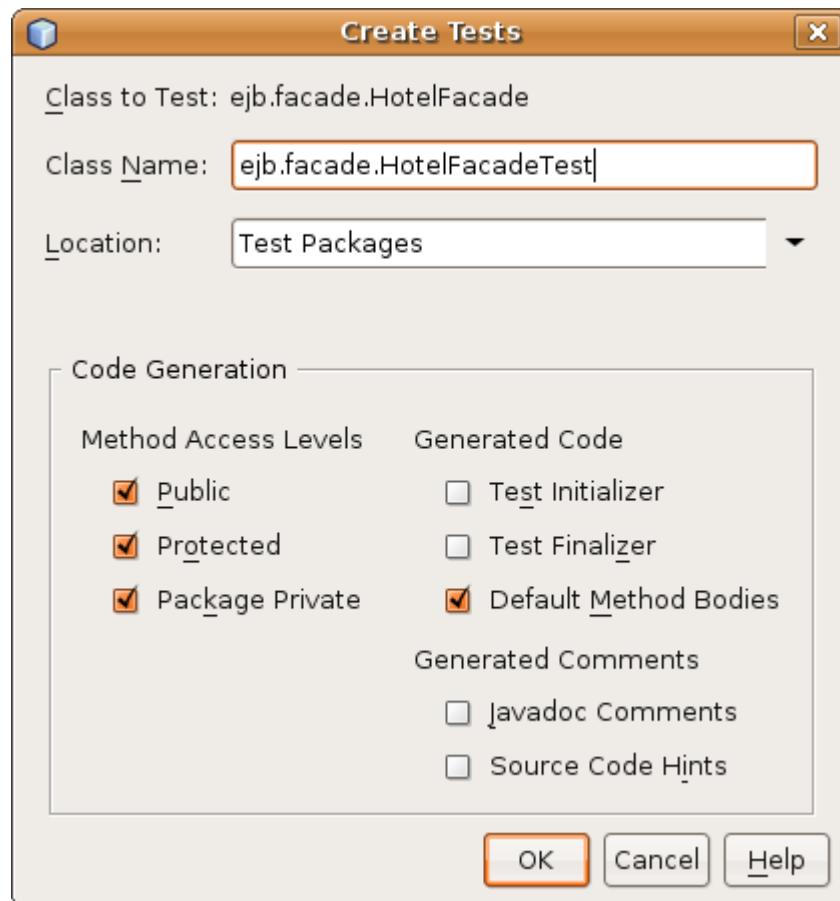 Create Tests
Class to Test: ejb.facade.HotelFacade
Class Name: ejb.facade.HotelFacadeTest
Location: Test Packages
Code Generation
Method Access Levels
Public
Protected
Package Private
Generated Code
Test Initializer
Test Finalizer
Default Method Bodies
Generated Comments
Javadoc Comments
Source Code Hints
OK Cancel Help